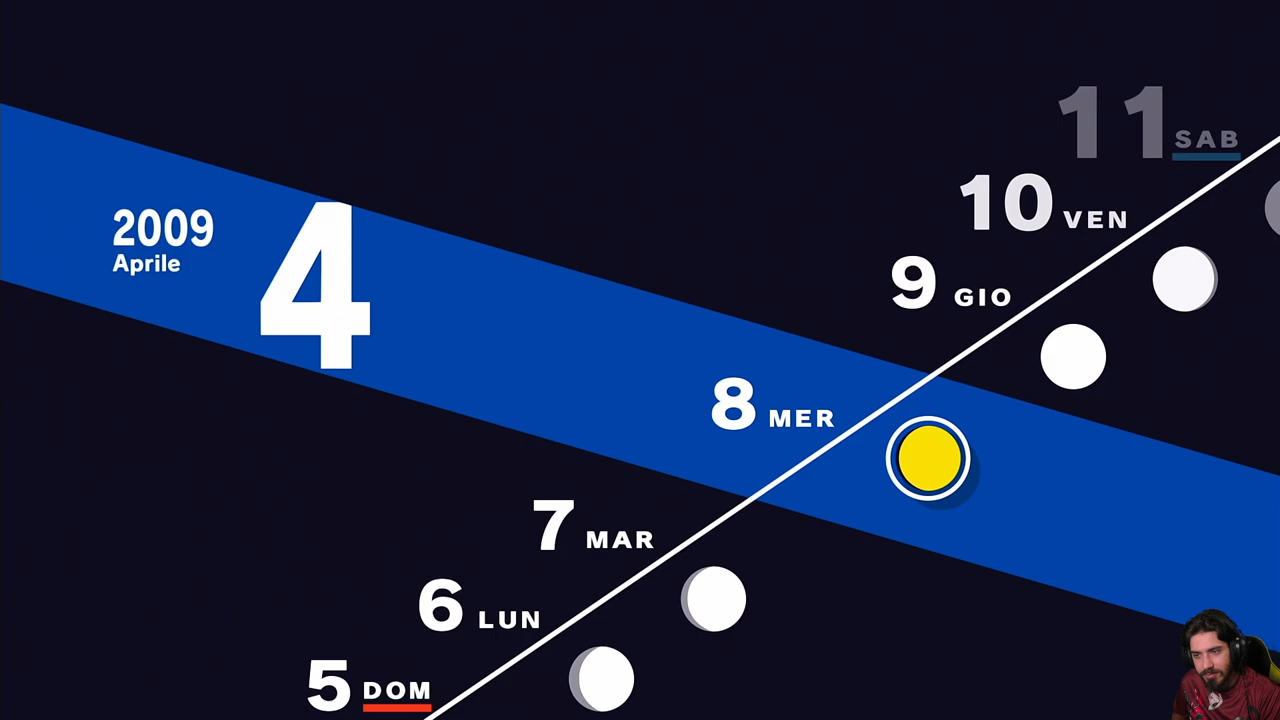 11 SAB
10 VEN
2009
Aprile
4
9 GIO
8 MER
7 MAR
6 LUN
5 DOM